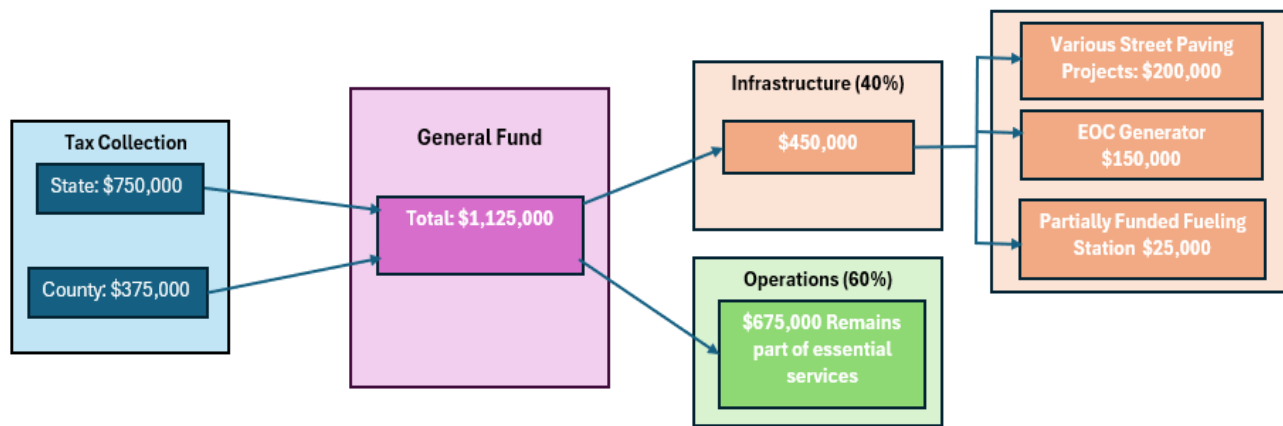 Tax Collection
State: $750,000
County: $375,000
General Fund
Total: $1,125,000
Infrastructure (40%)
$450,000
Operations (60%)
$675,000 Remains
part of essential
services
Various Street Paving
Projects: $200,000
EOC Generator
$150,000
Partially Funded Fueling
Station $25,000